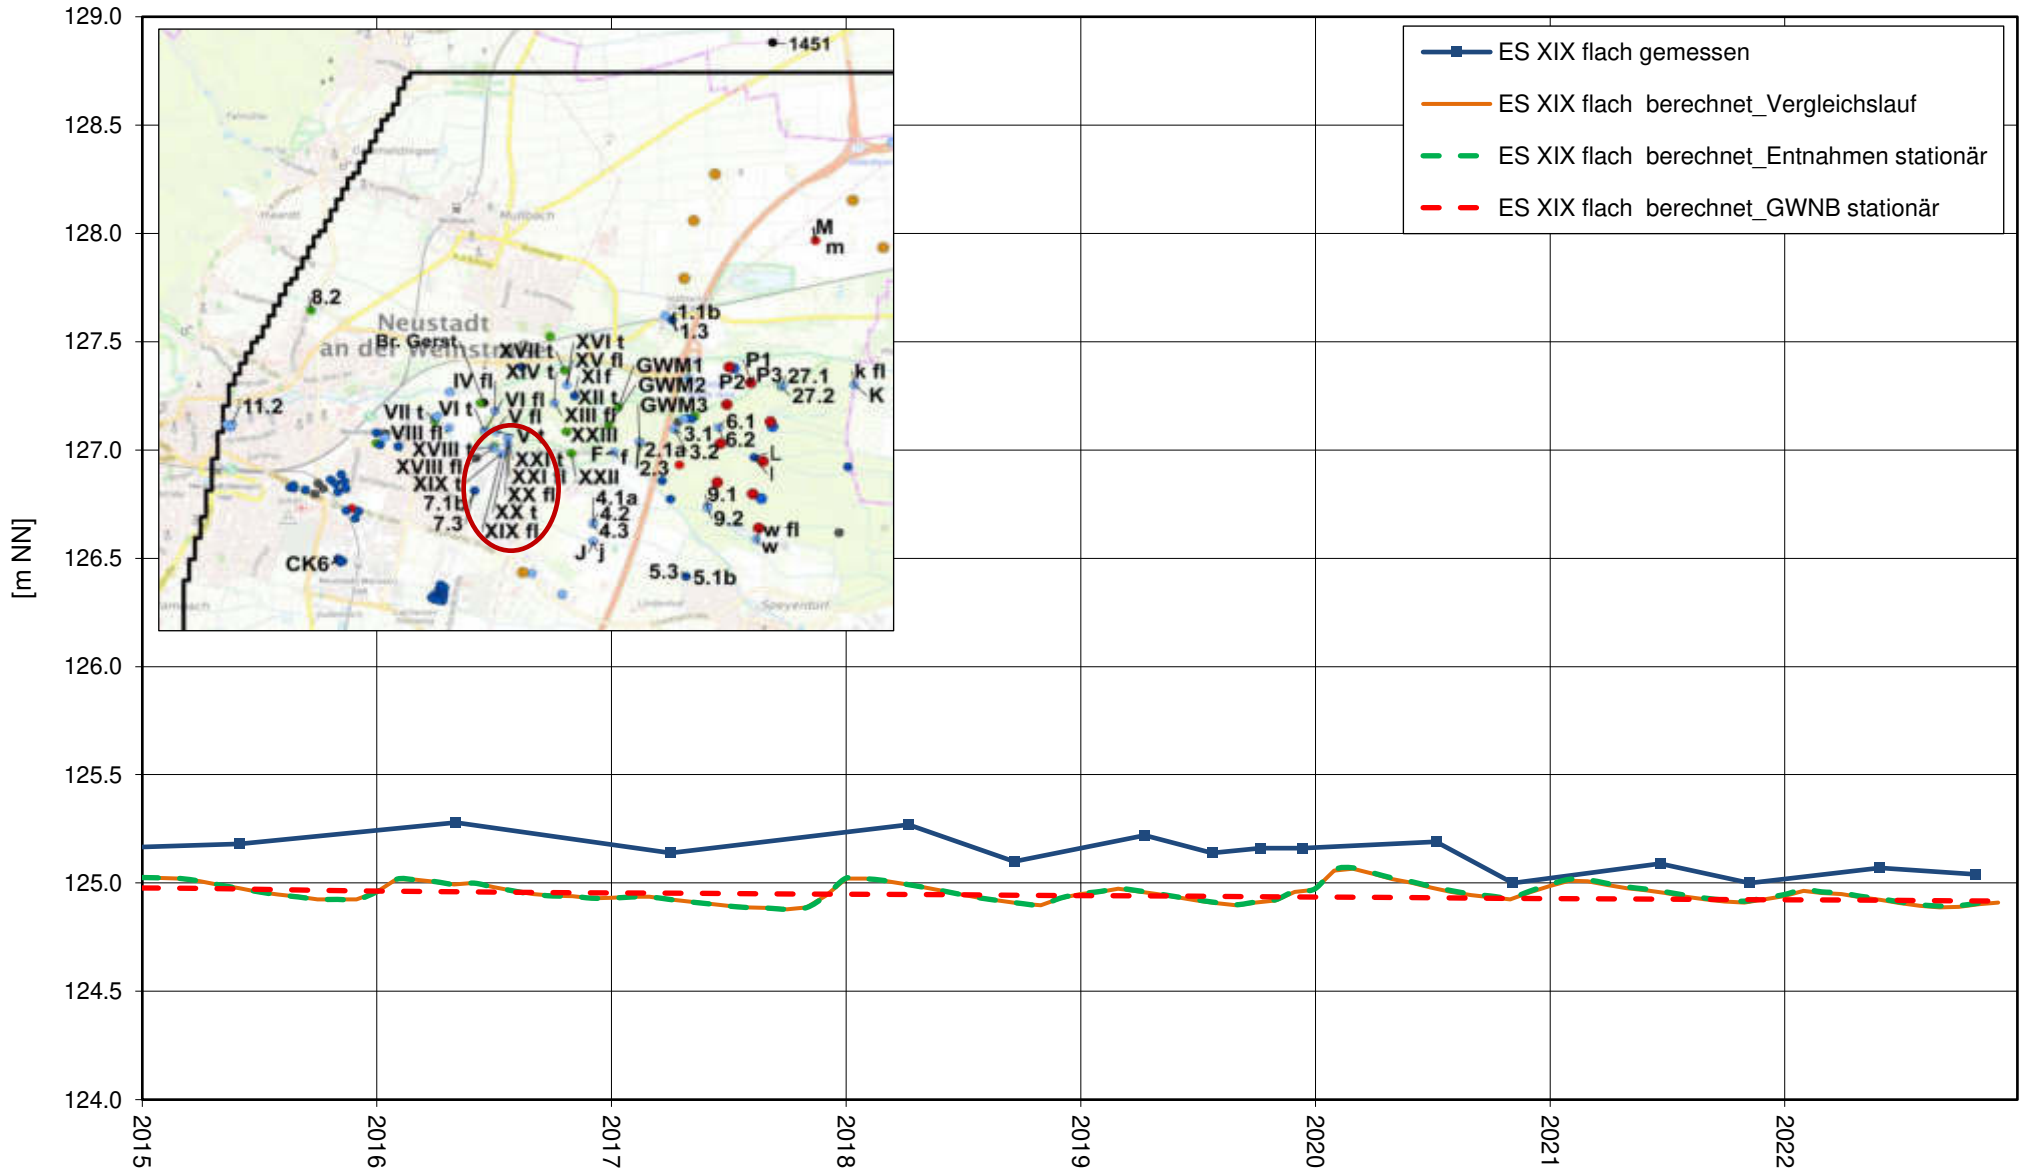 129.0
128.5
128.0
127.5
127.0
126.5
126.0
125.5
125.0
124.5
124.0
[m NN]
2015
2016
2017
2018
2019
2020
2021
2022
ES XIX flach gemessen
ES XIX flach berechnet_Vergleichslauf
ES XIX flach berechnet_Entnahmen stationär
ES XIX flach berechnet_GWNB stationär
1451
Haardt
Mußbach
M
m
8.2
Neustadt
an der Weinstraße
Br. Gerst.
1.1b
1.3
XVI t
XVII t
XV fl
XIV t
XI f
GWM1
GWM2
GWM3
P1
P2
P3
27.1
27.2
k fl
K
IV fl
XII t
11.2
VII t
VI t
VI fl
V fl
XIII fl
VIII fl
V t
XXIII
6.1
6.2
3.1
3.2
2.1a
2.3
XVIII t
XVIII fl
XXI t
XXI fl
XXII
F
f
L
l
XIX t
XX fl
7.1b
7.3
XX t
XIX fl
4.1a
4.2
4.3
9.1
9.2
J
j
w fl
w
CK6
5.3
5.1b
Speyerdorf